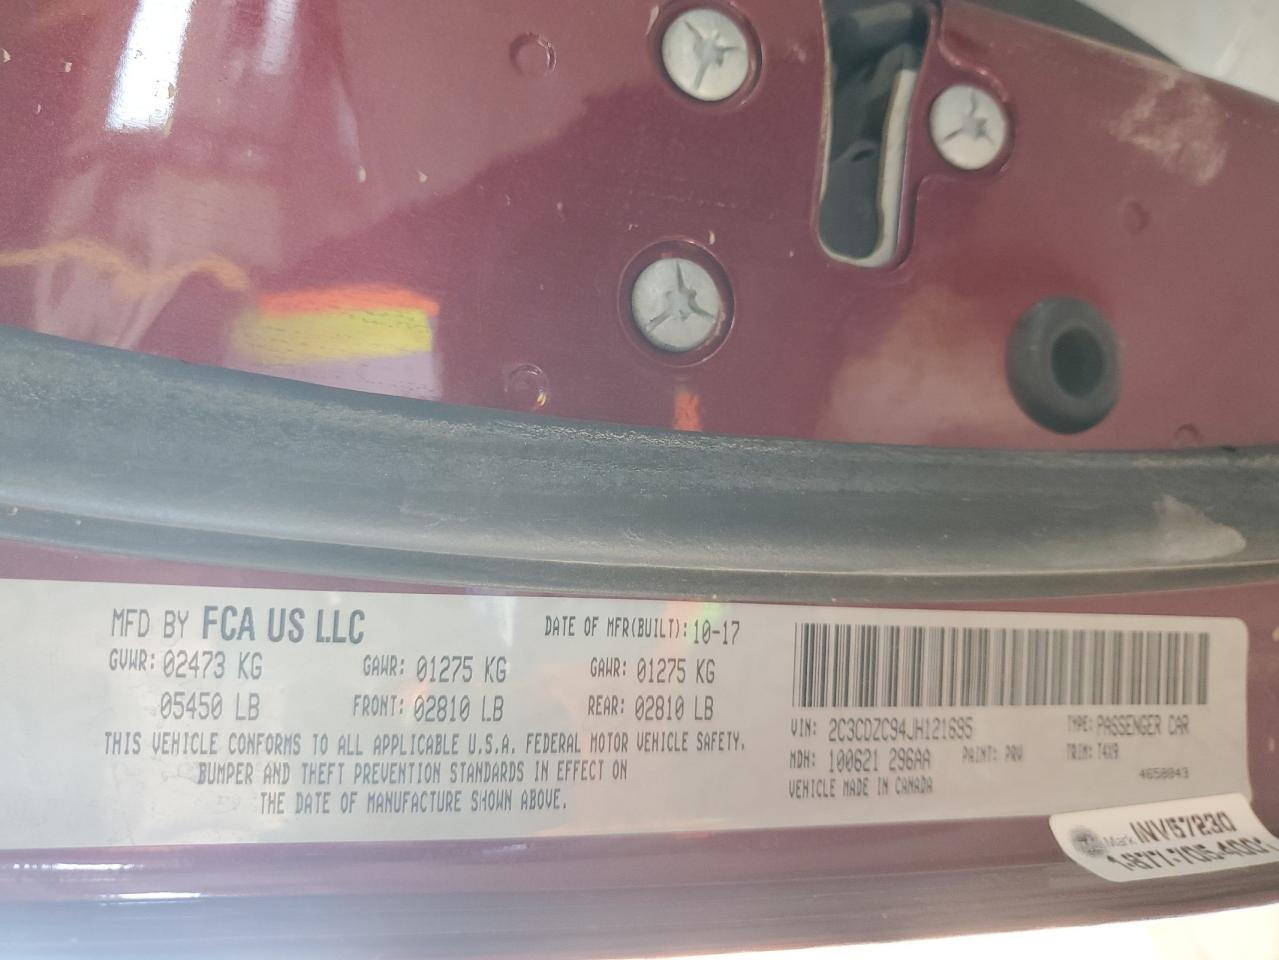 MFD BY FCA US LLC
DATE OF MFR(BUILT): 10-17
GVWR: 02473 KG GAWR: 01275 KG GAWR: 01275 KG
05450 LB FRONT: 02810 LB REAR: 02810 LB
THIS VEHICLE CONFORMS TO ALL APPLICABLE U.S.A. FEDERAL MOTOR VEHICLE SAFETY,
BUMPER AND THEFT PREVENTION STANDARDS IN EFFECT ON
THE DATE OF MANUFACTURE SHOWN ABOVE.
VIN: 2C3CDZC94JH121695 TYPE: PASSENGER CAR
MDH: 100621 296AA PAINT: PRV TRIM: T4X9
VEHICLE MADE IN CANADA 4658843
INV57230